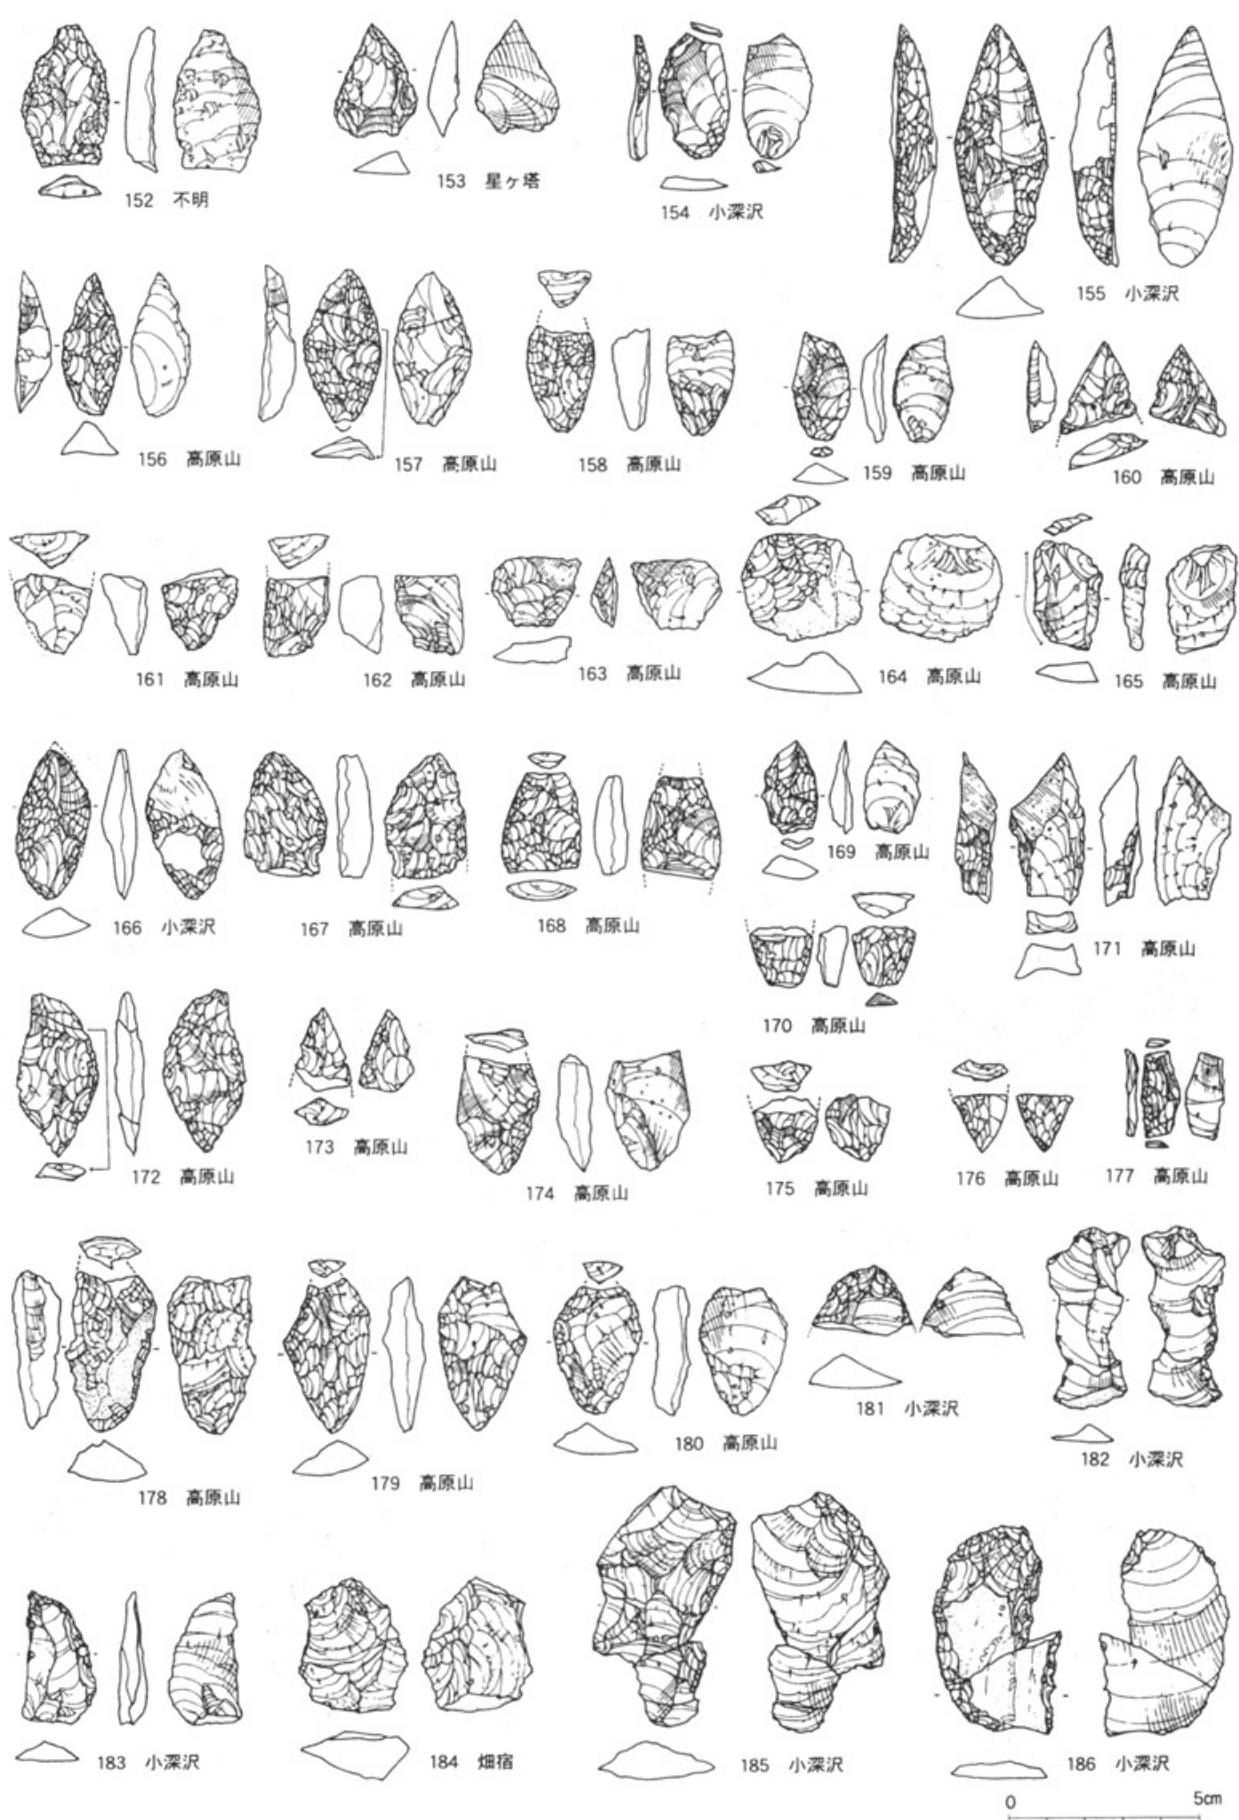 152 不明
153 星ヶ塔
154 小深沢
155 小深沢
156 高原山
157 高原山
158 高原山
159 高原山
160 高原山
161 高原山
162 高原山
163 高原山
164 高原山
165 高原山
166 小深沢
167 高原山
168 高原山
169 高原山
170 高原山
171 高原山
172 高原山
173 高原山
174 高原山
175 高原山
176 高原山
177 高原山
178 高原山
179 高原山
180 高原山
181 小深沢
182 小深沢
183 小深沢
184 畑宿
185 小深沢
186 小深沢
0 5cm